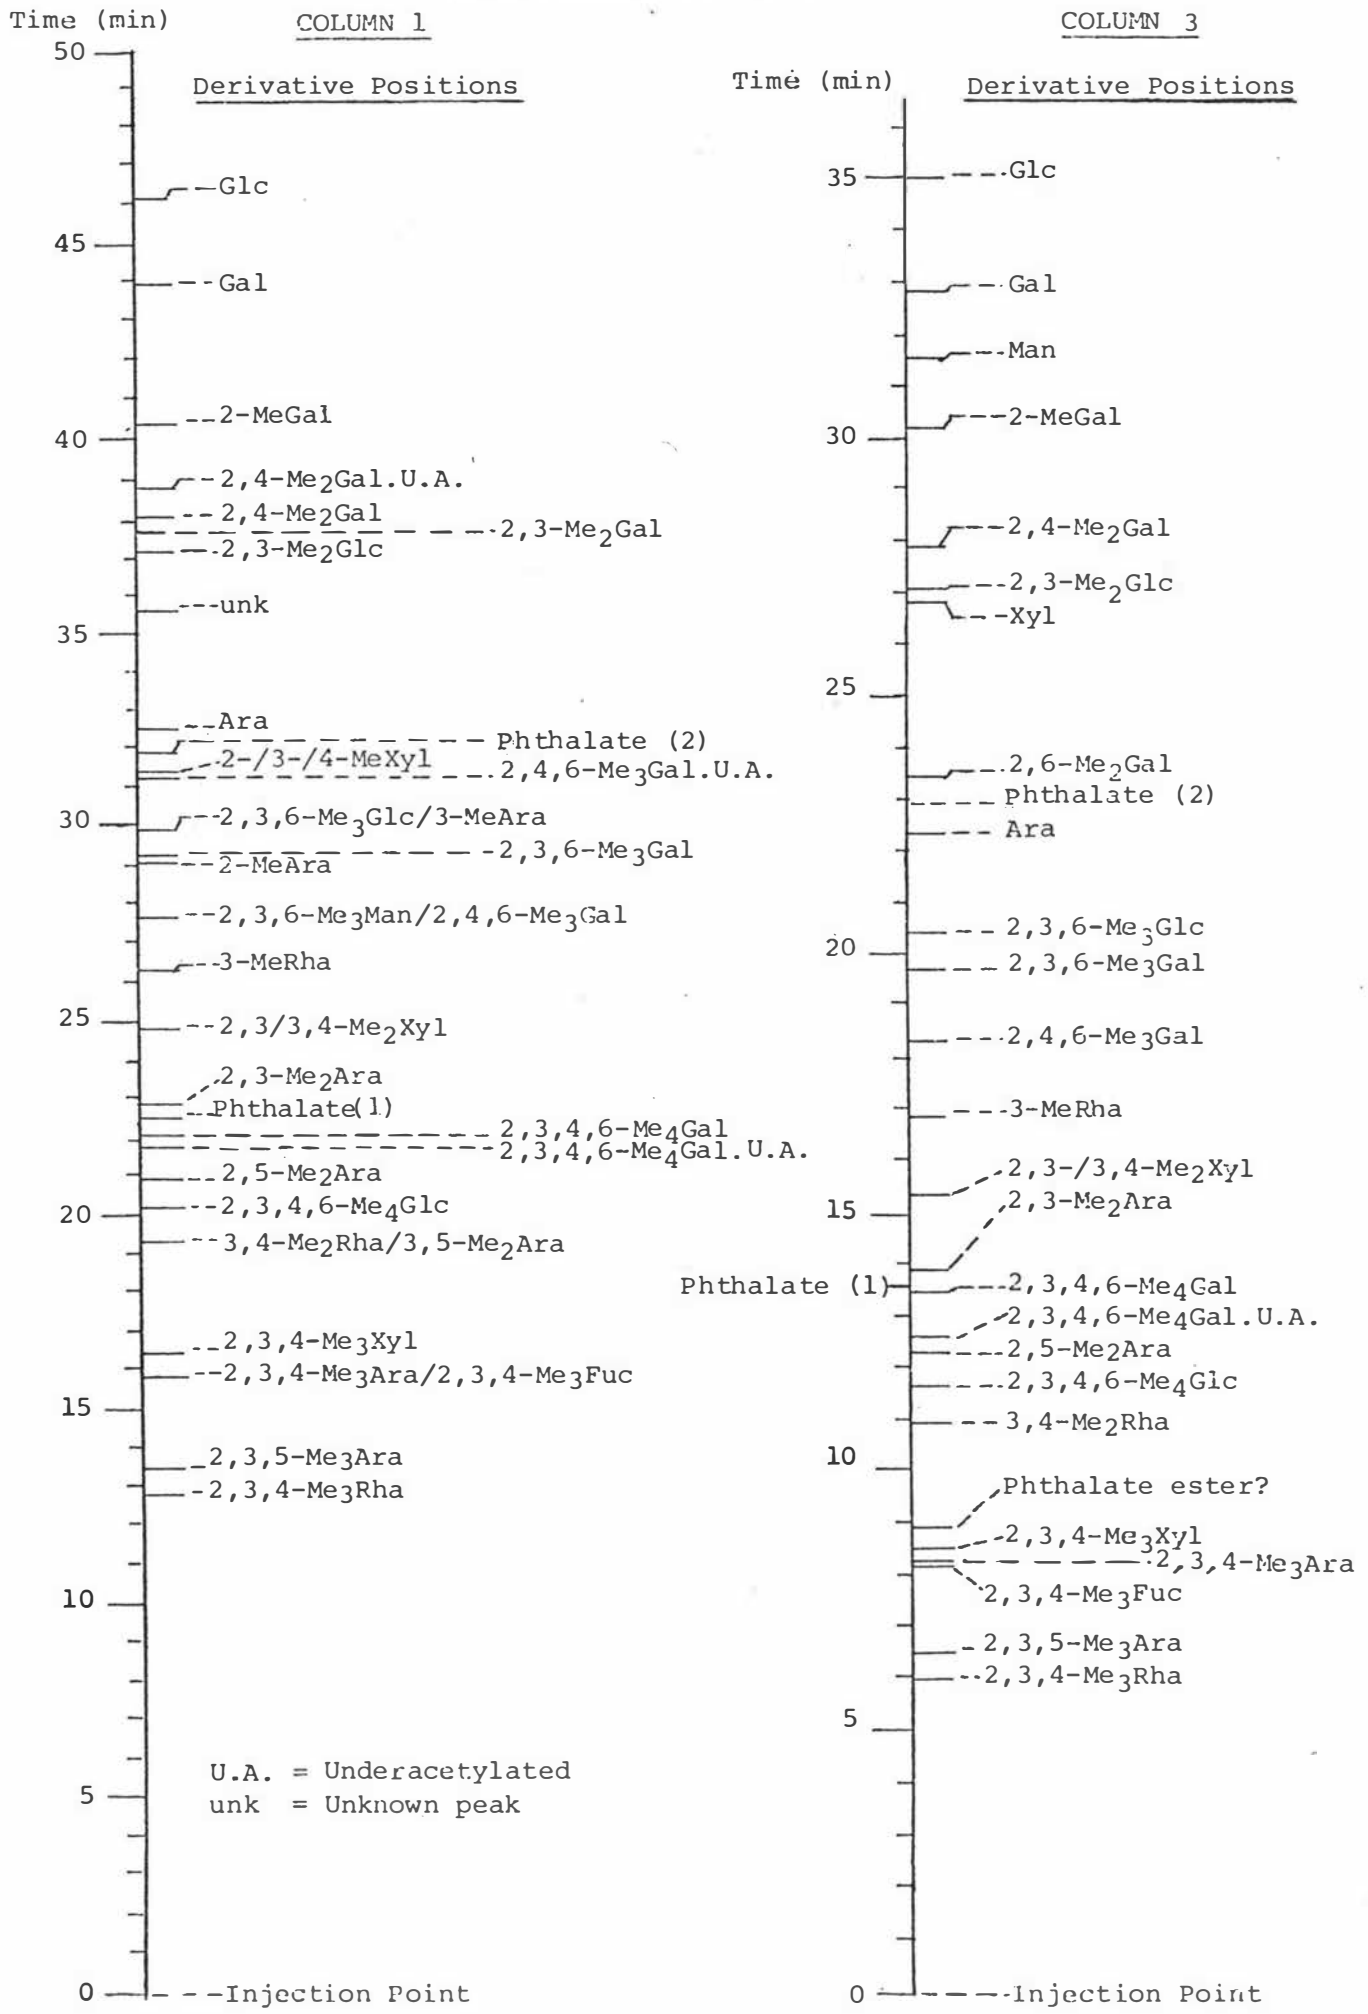 Time (min)
COLUMN 1
Derivative Positions
50
Glc
45
Gal
2-MeGal
40
2,4-Me2Gal.U.A.
2,4-Me2Gal
2,3-Me2Gal
2,3-Me2Glc
unk
35
Ara
Phthalate (2)
2-/3-/4-MeXyl
2,4,6-Me3Gal.U.A.
30
2,3,6-Me3Glc/3-MeAra
2,3,6-Me3Gal
2-MeAra
2,3,6-Me3Man/2,4,6-Me3Gal
3-MeRha
25
2,3/3,4-Me2Xyl
2,3-Me2Ara
Phthalate(1)
2,3,4,6-Me4Gal
2,3,4,6-Me4Gal.U.A.
2,5-Me2Ara
20
2,3,4,6-Me4Glc
3,4-Me2Rha/3,5-Me2Ara
2,3,4-Me3Xyl
2,3,4-Me3Ara/2,3,4-Me3Fuc
15
2,3,5-Me3Ara
2,3,4-Me3Rha
10
U.A. = Underacetylated
5
unk = Unknown peak
0
Injection Point
COLUMN 3
Time (min)
Derivative Positions
35
Glc
Gal
Man
2-MeGal
30
2,4-Me2Gal
2,3-Me2Glc
Xyl
25
2,6-Me2Gal
Phthalate (2)
Ara
2,3,6-Me3Glc
20
2,3,6-Me3Gal
2,4,6-Me3Gal
3-MeRha
2,3-/3,4-Me2Xyl
2,3-Me2Ara
15
Phthalate (1)
2,3,4,6-Me4Gal
2,3,4,6-Me4Gal.U.A.
2,5-Me2Ara
2,3,4,6-Me4Glc
3,4-Me2Rha
10
Phthalate ester?
2,3,4-Me3Xyl
2,3,4-Me3Ara
2,3,4-Me3Fuc
2,3,5-Me3Ara
2,3,4-Me3Rha
5
0
Injection Point